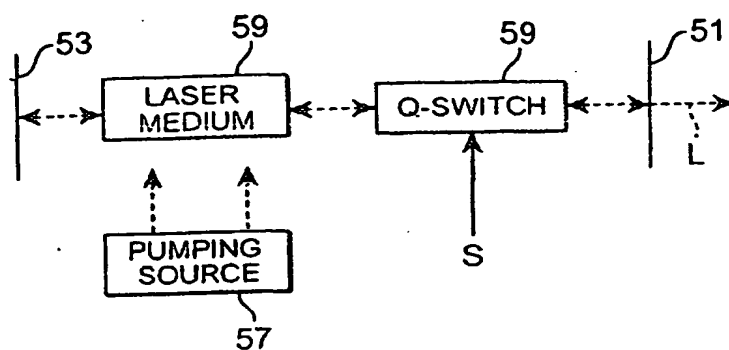 53
59
59
51
LASER
MEDIUM
Q-SWITCH
L
S
PUMPING
SOURCE
57